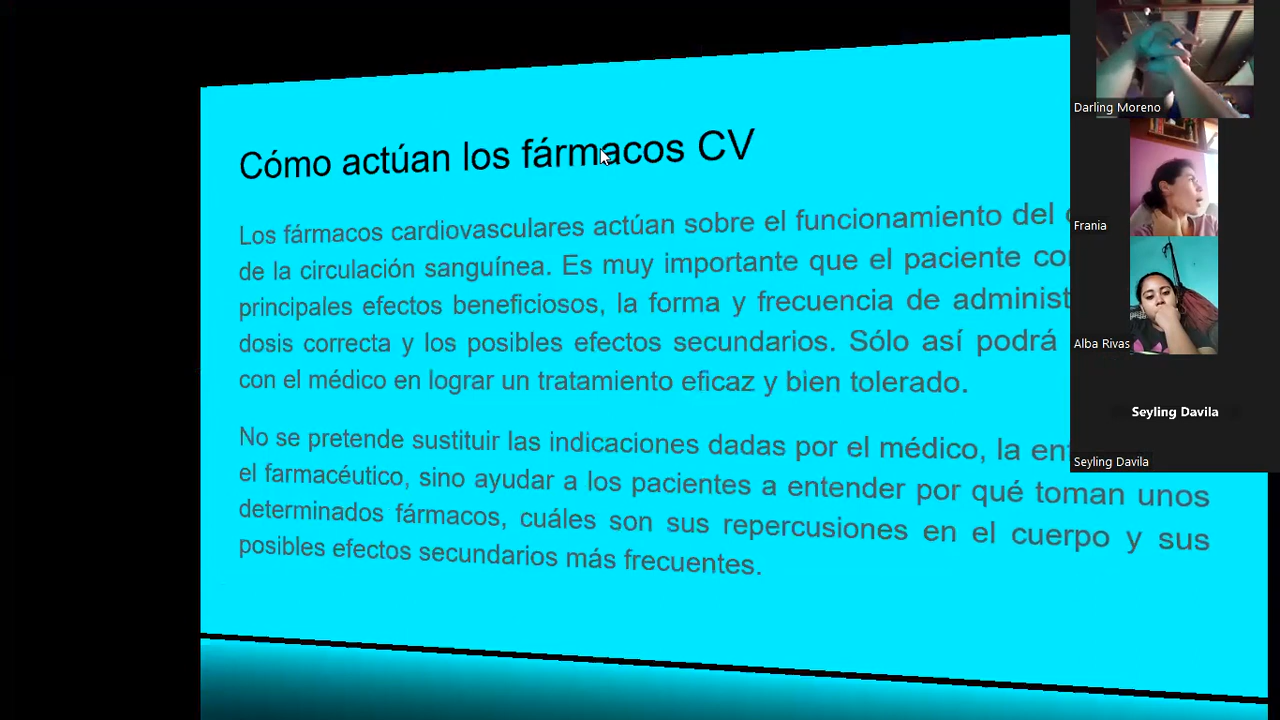 Cómo actúan los fármacos CV
Los fármacos cardiovasculares actúan sobre el funcionamiento del
de la circulación sanguínea. Es muy importante que el paciente
principales efectos beneficiosos, la forma y frecuencia de
dosis correcta y los posibles efectos secundarios. Sólo así podrá
con el médico en lograr un tratamiento eficaz y bien tolerado.
No se pretende sustituir las indicaciones dadas por el médico, la
el farmacéutico, sino ayudar a los pacientes a entender por qué toman unos
determinados fármacos, cuáles son sus repercusiones en el cuerpo y sus
posibles efectos secundarios más frecuentes.
Darling Moreno
Frania
Alba Rivas
Seyling Davila
Seyling Davila